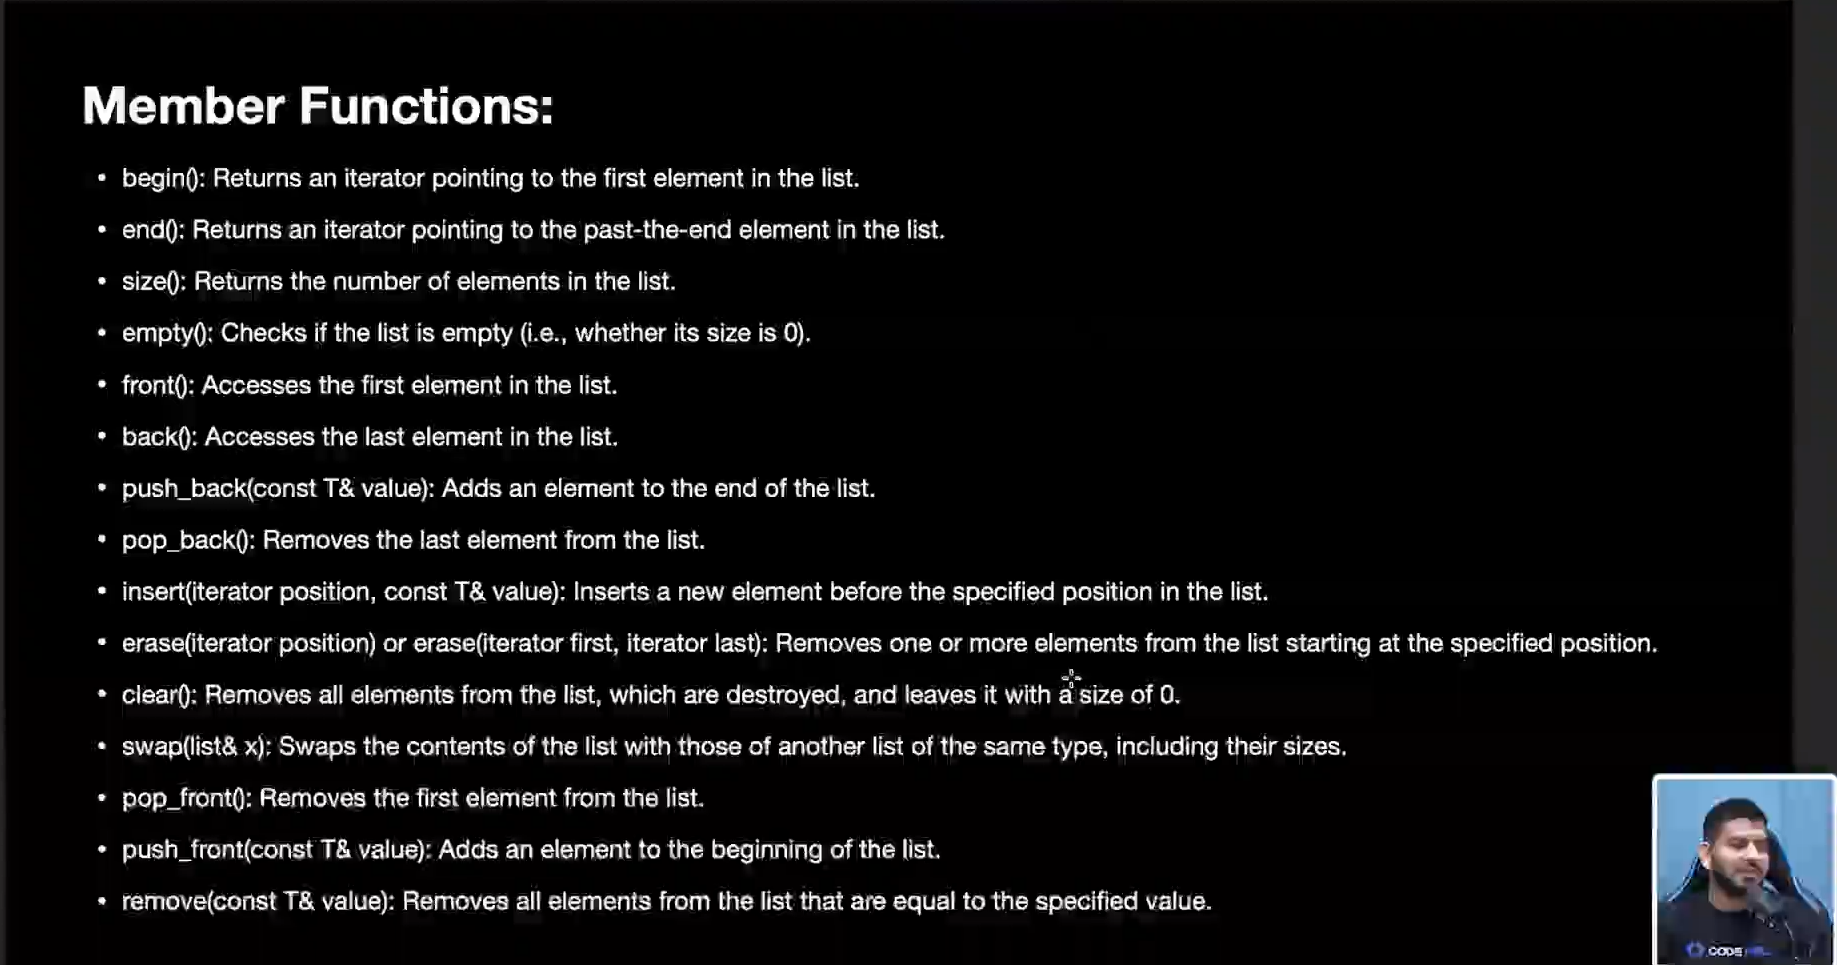 Member Functions:
• begin(): Returns an iterator pointing to the first element in the list.
• end(): Returns an iterator pointing to the past-the-end element in the list.
• size(): Returns the number of elements in the list.
• empty(): Checks if the list is empty (i.e., whether its size is 0).
• front(): Accesses the first element in the list.
• back(): Accesses the last element in the list.
• push_back(const T& value): Adds an element to the end of the list.
• pop_back(): Removes the last element from the list.
• insert(iterator position, const T& value): Inserts a new element before the specified position in the list.
• erase(iterator position) or erase(iterator first, iterator last): Removes one or more elements from the list starting at the specified position.
• clear(): Removes all elements from the list, which are destroyed, and leaves it with a size of 0.
• swap(list& x): Swaps the contents of the list with those of another list of the same type, including their sizes.
• pop_front(): Removes the first element from the list.
• push_front(const T& value): Adds an element to the beginning of the list.
• remove(const T& value): Removes all elements from the list that are equal to the specified value.
CODE